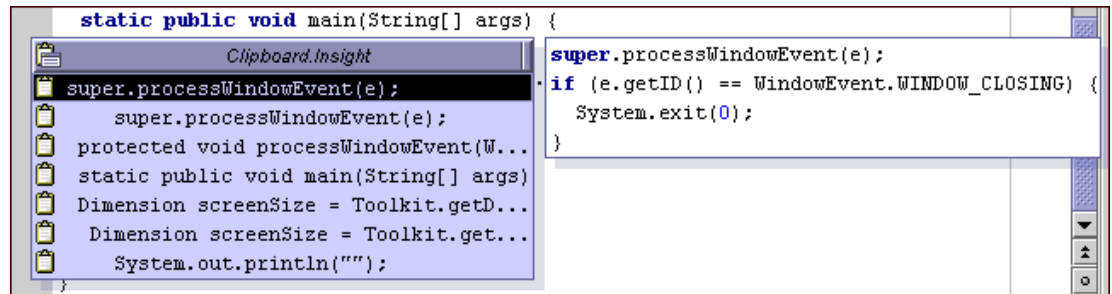 static public void main(String[] args) {
Clipboard.Insight
super.processWindowEvent(e);
super.processWindowEvent(e);
protected void processWindowEvent(W...
static public void main(String[] args)
Dimension screenSize = Toolkit.getD...
Dimension screenSize = Toolkit.get...
System.out.println("");
super.processWindowEvent(e);
if (e.getID() == WindowEvent.WINDOW_CLOSING) {
System.exit(0);
}
}